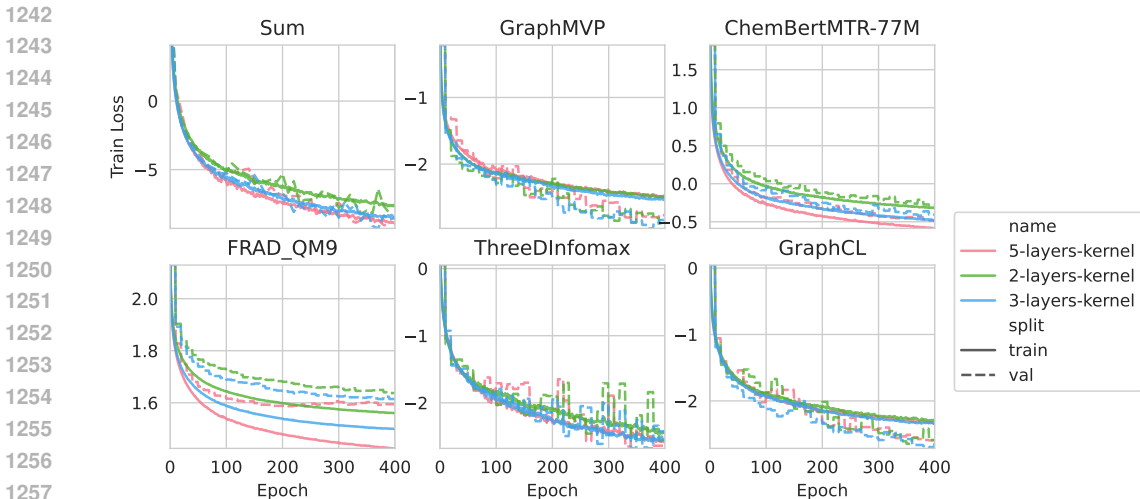 1242
1243
1244
1245
1246
1247
1248
1249
1250
1251
1252
1253
1254
1255
1256
1257
Sum
GraphMVP
ChemBertMTR-77M
Train Loss
0
−5
−1
−2
1.5
1.0
0.5
0.0
−0.5
FRAD_QM9
ThreeDInfomax
GraphCL
2.0
1.8
1.6
0
−1
−2
0
−1
−2
0 100 200 300 400
0 100 200 300 400
0 100 200 300 400
Epoch
Epoch
Epoch
name
5-layers-kernel
2-layers-kernel
3-layers-kernel
split
train
val